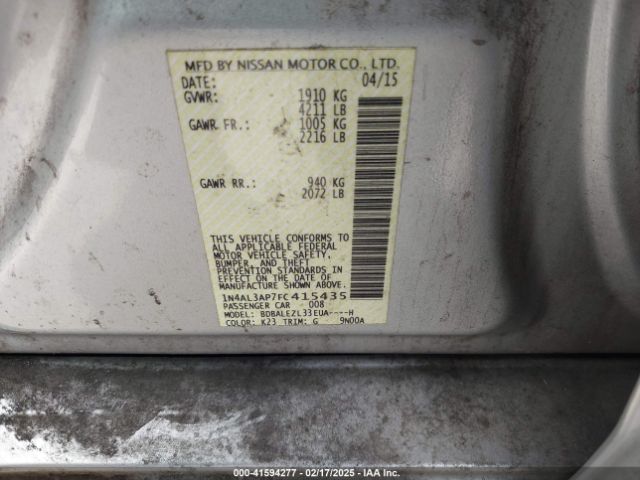 MFD BY NISSAN MOTOR CO., LTD.
DATE: 04/15
GVWR: 1910 KG
4211 LB
GAWR FR.: 1005 KG
2216 LB
GAWR RR.: 940 KG
2072 LB
THIS VEHICLE CONFORMS TO
ALL APPLICABLE FEDERAL
MOTOR VEHICLE SAFETY,
BUMPER, AND THEFT
PREVENTION STANDARDS IN
EFFECT ON THE DATE OF
MANUFACTURE SHOWN ABOVE.
1N4AL3AP7FC415435
PASSENGER CAR 008
MODEL: BDBALEZL33EUA----H
COLOR: K23 TRIM: G 9N00A
00-41594277 - 02/17/2025 - IAA Inc.